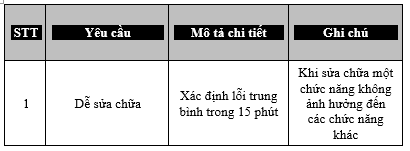 STT Yêu cầu Mô tả chi tiết Ghi chú
1 Dễ sửa chữa Xác định lỗi trung
bình trong 15 phút
Khi sửa chữa một
chức năng không
ảnh hưởng đến
các chức năng
khác